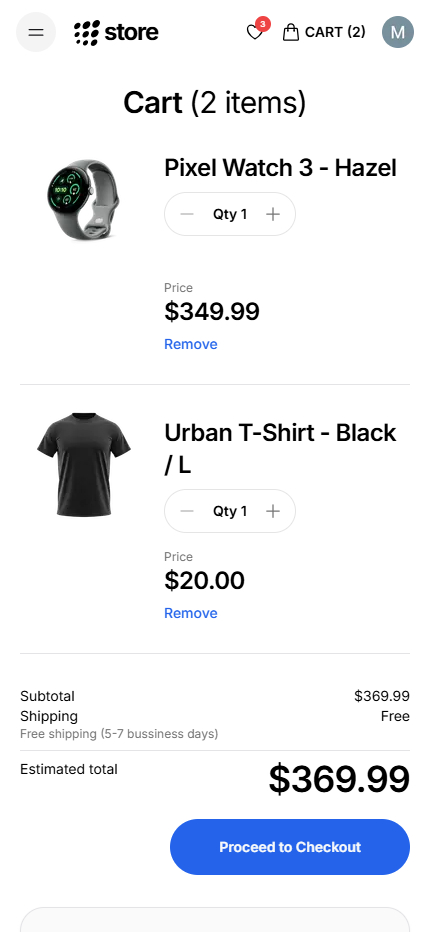 store
3
CART (2)
M
Cart (2 items)
Pixel Watch 3 - Hazel
Qty 1
Price
$349.99
Remove
Urban T-Shirt - Black
/ L
Qty 1
Price
$20.00
Remove
Subtotal $369.99
Shipping Free
Free shipping (5-7 bussiness days)
Estimated total $369.99
Proceed to Checkout